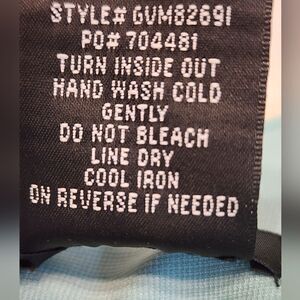 STYLE# GVM82691
PO# 704481
TURN INSIDE OUT
HAND WASH COLD
GENTLY
DO NOT BLEACH
LINE DRY
COOL IRON
ON REVERSE IF NEEDED